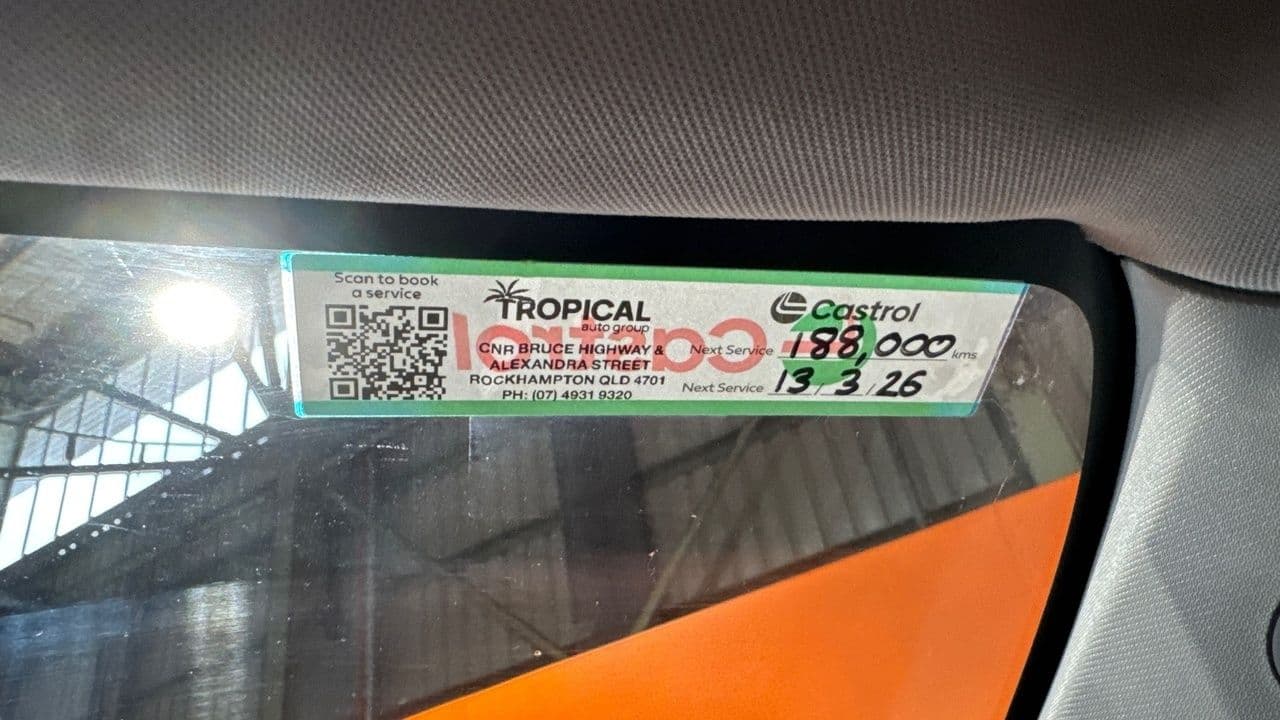 Scan to book
a service
TROPICAL
auto group
CNR BRUCE HIGHWAY &
ALEXANDRA STREET
ROCKHAMPTON QLD 4701
PH: (07) 4931 9320
Castrol
Next Service 188,000 kms
Next Service 13/3/26
Castrol